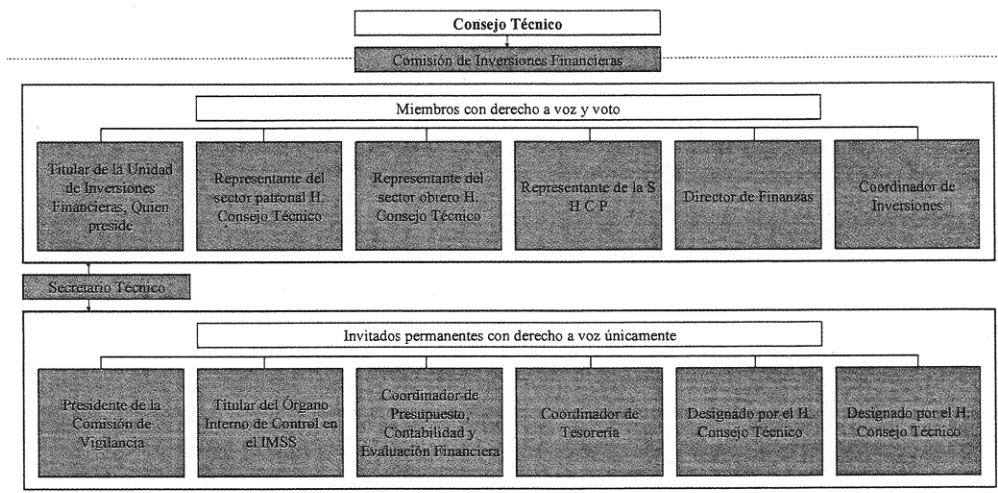 Consejo Técnico
Comisión de Inversiones Financieras
Miembros con derecho a voz y voto
Titular de la Unidad
de Inversiones
Financieras, Quien
preside
Representante del
sector patronal H.
Consejo Técnico
Representante del
sector obrero H.
Consejo Técnico
Representante de la S
H C P
Director de Finanzas
Coordinador de
Inversiones
Secretario Técnico
Invitados permanentes con derecho a voz únicamente
Presidente de la
Comisión de
Vigilancia
Titular del Órgano
Interno de Control en
el IMSS
Coordinador de
Presupuesto,
Contabilidad y
Evaluación Financiera
Coordinador de
Tesorería
Designado por el H.
Consejo Técnico
Designado por el H.
Consejo Técnico